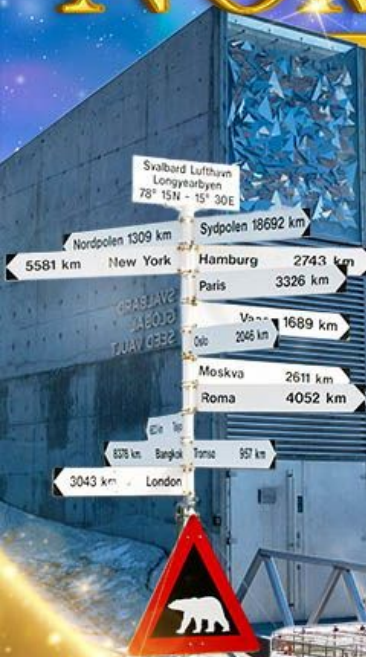 Svalbard Lufthavn
Longyearbyen
78° 15N - 15° 30E
Nordpolen 1309 km
Sydpolen 18692 km
5581 km New York
Hamburg 2743 km
Paris 3326 km
1689 km
Oslo 2046 km
SVALBARD
GLOBAL
SEED VAULT
Moskva 2611 km
Roma 4052 km
8378 km Bangkok
Tromsø 957 km
3043 km London